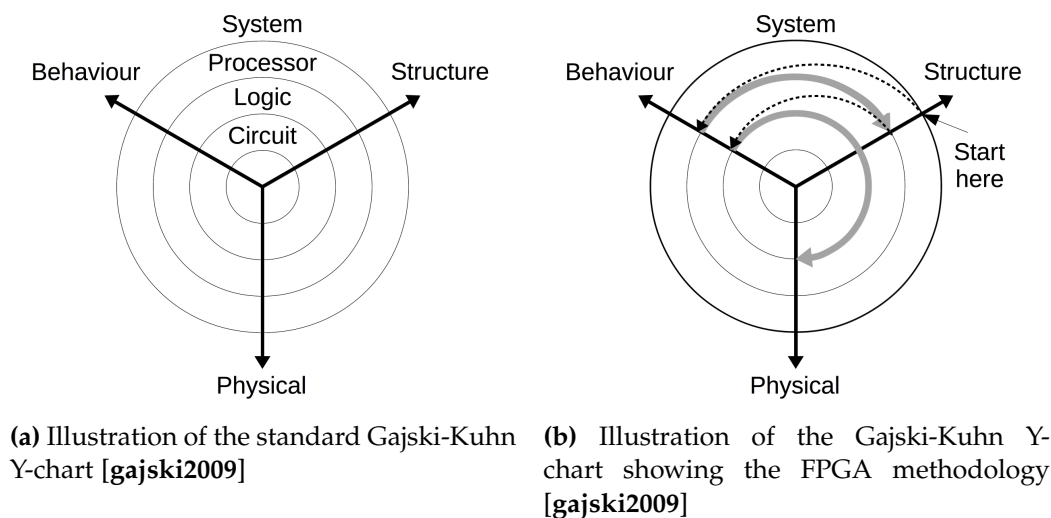 System
Behaviour
Processor
Structure
Logic
Circuit
Physical
(a) Illustration of the standard Gajski-Kuhn
Y-chart [gajski2009]
System
Behaviour
Structure
Start
here
Physical
(b) Illustration of the Gajski-Kuhn Y-
chart showing the FPGA methodology
[gajski2009]